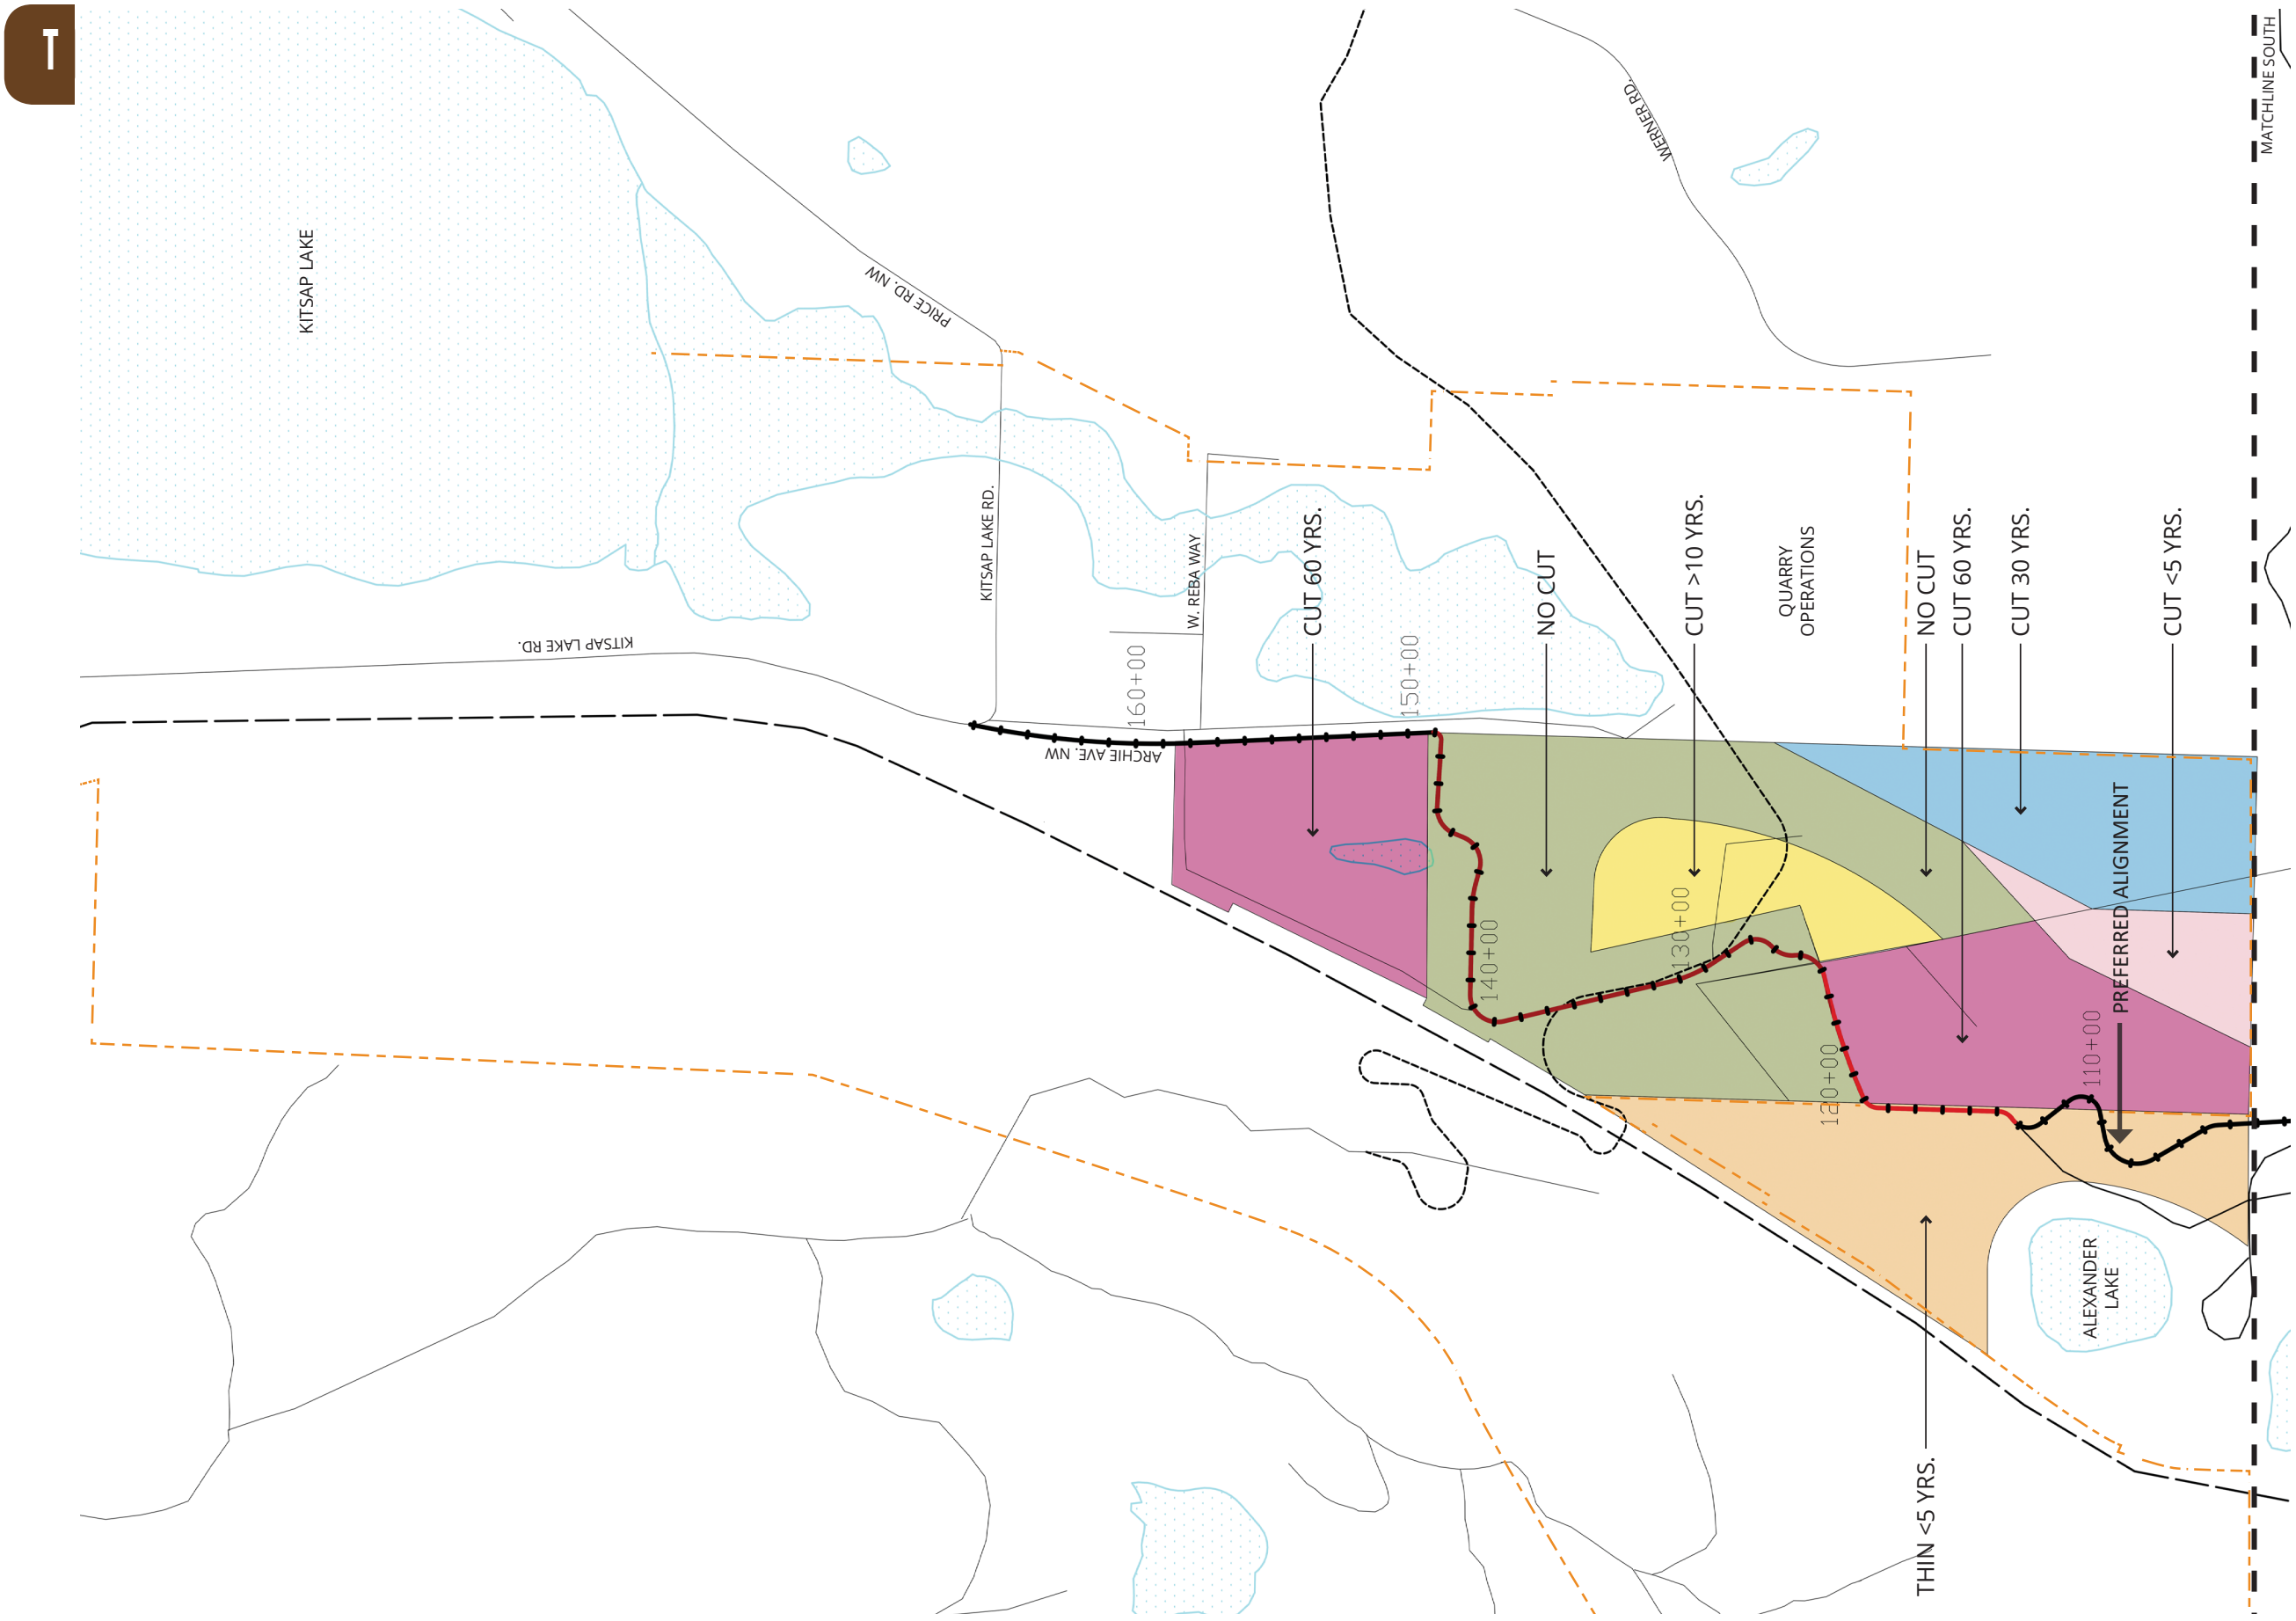 T
MATCHLINE SOUTH
WERNER RD.
KITSAP LAKE
PRICE RD. NW
KITSAP LAKE RD.
W. REBA WAY
CUT 60 YRS.
NO CUT
CUT >10 YRS.
QUARRY
OPERATIONS
NO CUT
CUT 60 YRS.
CUT 30 YRS.
CUT <5 YRS.
KITSAP LAKE RD.
160+00
150+00
ARCHIE AVE. NW
PREFERRED ALIGNMENT
130+00
140+00
120+00
110+00
ALEXANDER
LAKE
THIN <5 YRS.